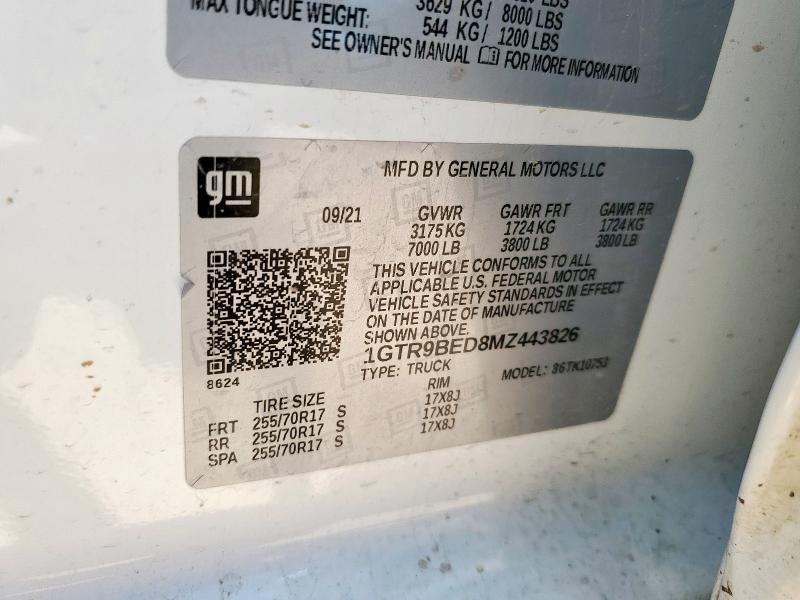 3629 KG / 8000 LBS
MAX TONGUE WEIGHT: 544 KG / 1200 LBS
SEE OWNER'S MANUAL FOR MORE INFORMATION
gm
MFD BY GENERAL MOTORS LLC
09/21 GVWR GAWR FRT GAWR RR
3175 KG 1724 KG 1724 KG
7000 LB 3800 LB 3800 LB
THIS VEHICLE CONFORMS TO ALL
APPLICABLE U.S. FEDERAL MOTOR
VEHICLE SAFETY STANDARDS IN EFFECT
ON THE DATE OF MANUFACTURE
SHOWN ABOVE.
1GTR9BED8MZ443826
TYPE: TRUCK MODEL: 86TK10753
8624
TIRE SIZE RIM
FRT 255/70R17 S 17X8J
RR 255/70R17 S 17X8J
SPA 255/70R17 S 17X8J